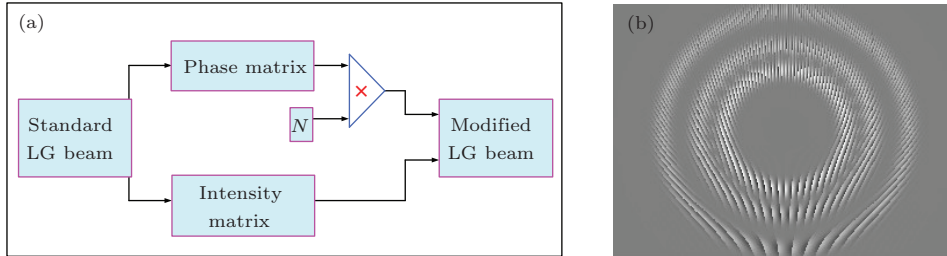 (a)
Phase matrix
×
N
Standard
LG beam
Modified
LG beam
Intensity
matrix
(b)